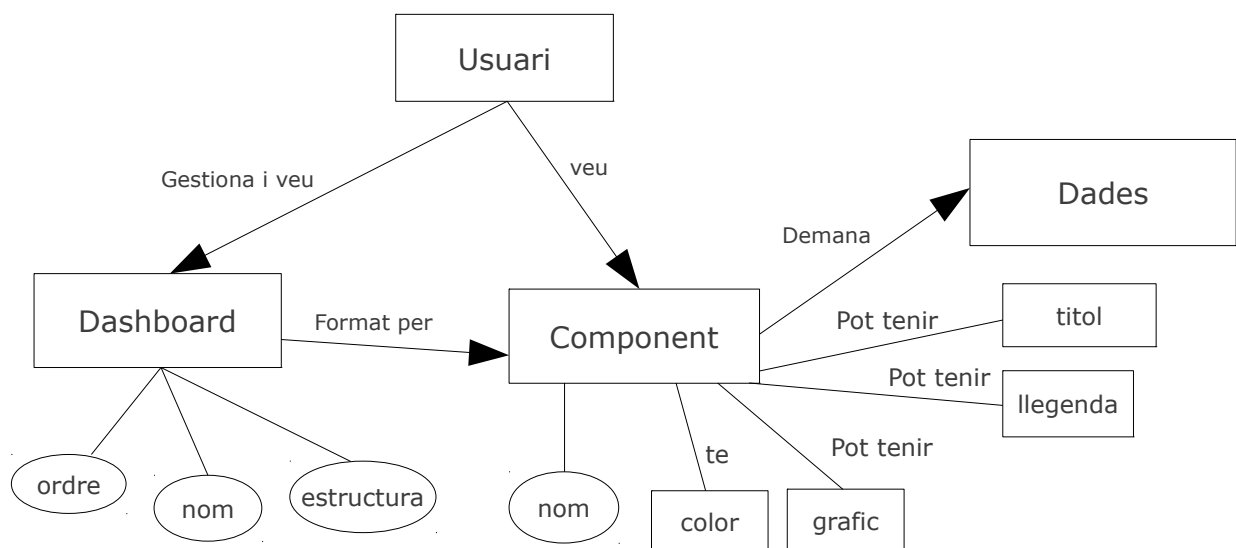 Usuari
Gestiona i veu
veu
Dades
Demana
Dashboard
Format per
Component
Pot tenir
titol
Pot tenir
llegenda
te
Pot tenir
ordre
nom
estructura
nom
color
grafic